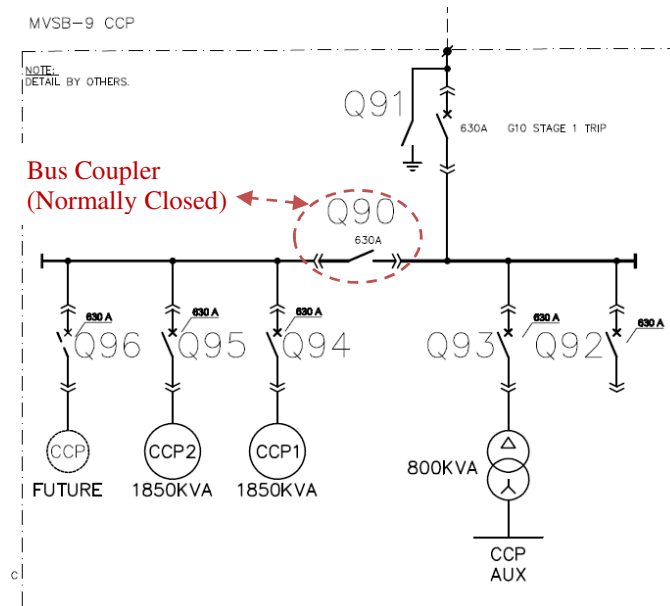 MVSB-9 CCP
NOTE:
DETAIL BY OTHERS.
Q91
630A G10 STAGE 1 TRIP
Bus Coupler
(Normally Closed)
Q90
630A
630 A 630 A 630 A 630 A 630 A
Q96 Q95 Q94 Q93 Q92
CCP CCP2 CCP1
FUTURE 1850KVA 1850KVA
800KVA
CCP
AUX
C